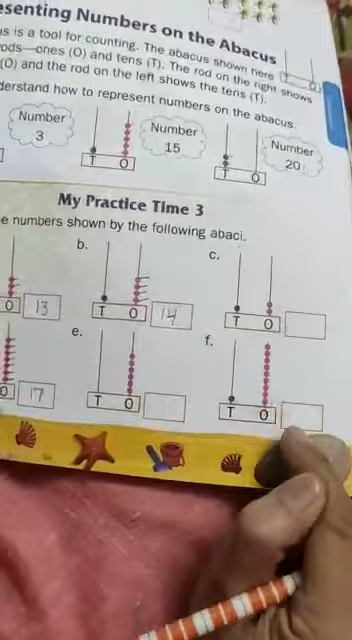 esenting Numbers on the Abacus
us is a tool for counting. The abacus shown here
ods—ones (O) and tens (T). The rod on the right shows
(O) and the rod on the left shows the tens (T).
T O
derstand how to represent numbers on the abacus.
Number 3
T O
Number 15
T O
Number 20
My Practice Time 3
e numbers shown by the following abaci.
b.
c.
O 13
T O 14
T O
e.
f.
O 17
T O
T O